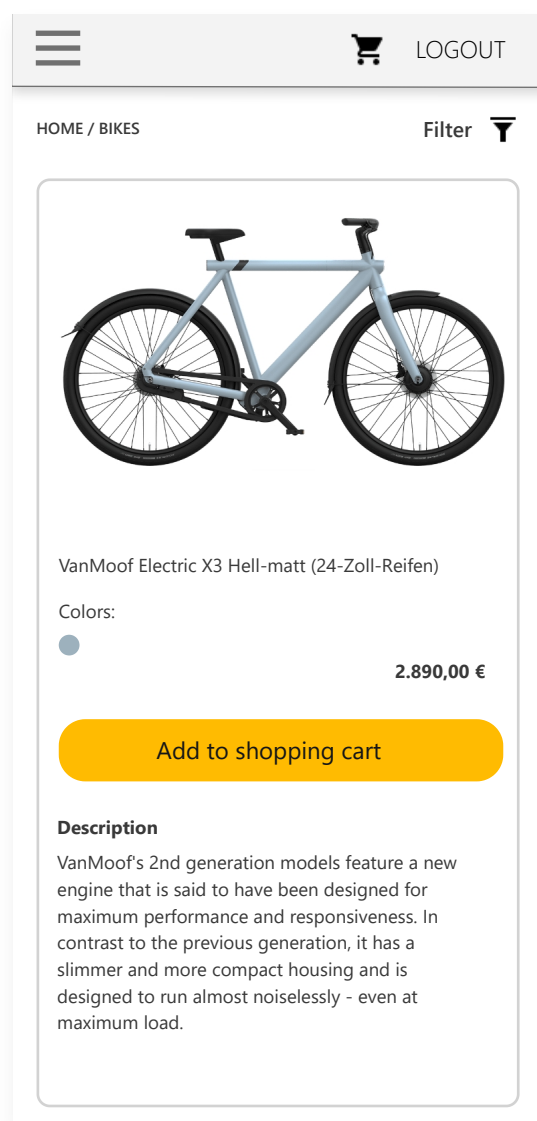 LOGOUT
HOME / BIKES
Filter
VanMoof Electric X3 Hell-matt (24-Zoll-Reifen)
Colors:
2.890,00 €
Add to shopping cart
Description
VanMoof's 2nd generation models feature a new
engine that is said to have been designed for
maximum performance and responsiveness. In
contrast to the previous generation, it has a
slimmer and more compact housing and is
designed to run almost noiselessly - even at
maximum load.